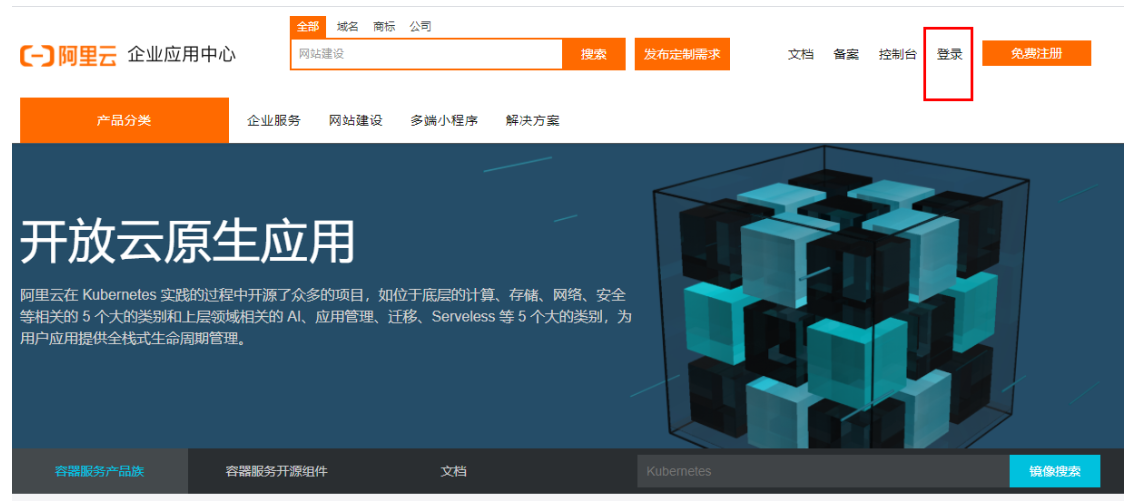 全部 域名 商标 公司
阿里云 企业应用中心 网站建设 搜索 发布定制需求 文档 备案 控制台 登录 免费注册
产品分类 企业服务 网站建设 多端小程序 解决方案
开放云原生应用
阿里云在 Kubernetes 实践的过程中开源了众多的项目，如位于底层的计算、存储、网络、安全
等相关的 5 个大的类别和上层领域相关的 AI、应用管理、迁移、Serveless 等 5 个大的类别，为
用户应用提供全栈式生命周期管理。
容器服务产品族 容器服务开源组件 文档 Kubernetes 镜像搜索